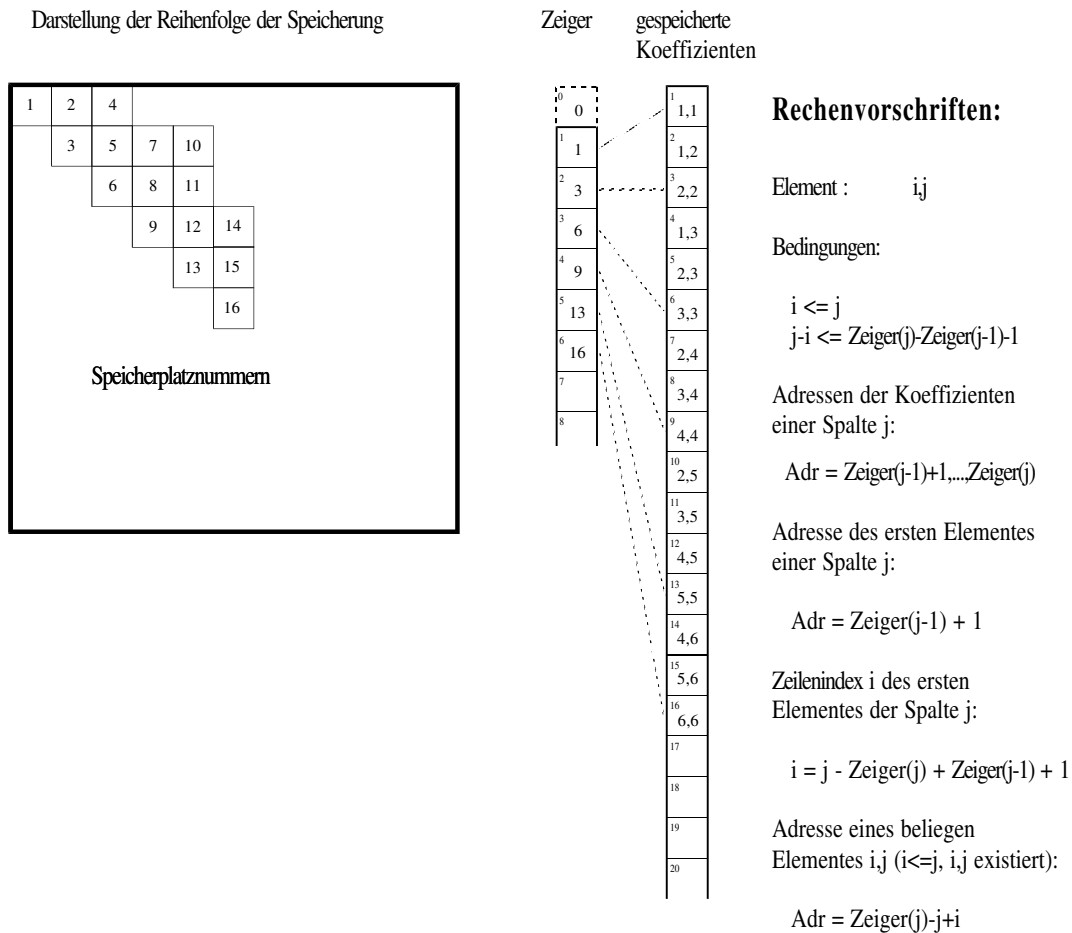 Darstellung der Reihenfolge der Speicherung
1 2 4
3 5 7 10
6 8 11
9 12 14
13 15
16
Speicherplatznummern
Zeiger
0 0
1 1
2 3
3 6
4 9
5 13
6 16
7
8
gespeicherte
Koeffizienten
1 1,1
2 1,2
3 2,2
4 1,3
5 2,3
6 3,3
7 2,4
8 3,4
9 4,4
10 2,5
11 3,5
12 4,5
13 5,5
14 4,6
15 5,6
16 6,6
17
18
19
20
Rechenvorschriften:
Element : i,j
Bedingungen:
i <= j
j-i <= Zeiger(j)-Zeiger(j-1)-1
Adressen der Koeffizienten
einer Spalte j:
Adr = Zeiger(j-1)+1,...,Zeiger(j)
Adresse des ersten Elementes
einer Spalte j:
Adr = Zeiger(j-1) + 1
Zeilenindex i des ersten
Elementes der Spalte j:
i = j - Zeiger(j) + Zeiger(j-1) + 1
Adresse eines beliegen
Elementes i,j (i<=j, i,j existiert):
Adr = Zeiger(j)-j+i